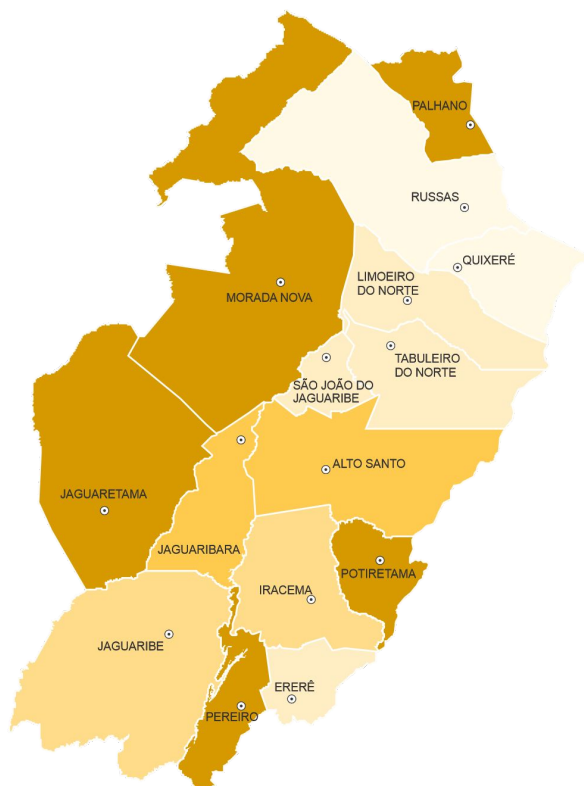 PALHANO
RUSSAS
QUIXERÉ
LIMOEIRO
DO NORTE
MORADA NOVA
TABULEIRO
DO NORTE
SÃO JOÃO DO
JAGUARIBE
ALTO SANTO
JAGUARETAMA
JAGUARIBARA
POTIRETAMA
IRACEMA
JAGUARIBE
ERERÊ
PEREIRO